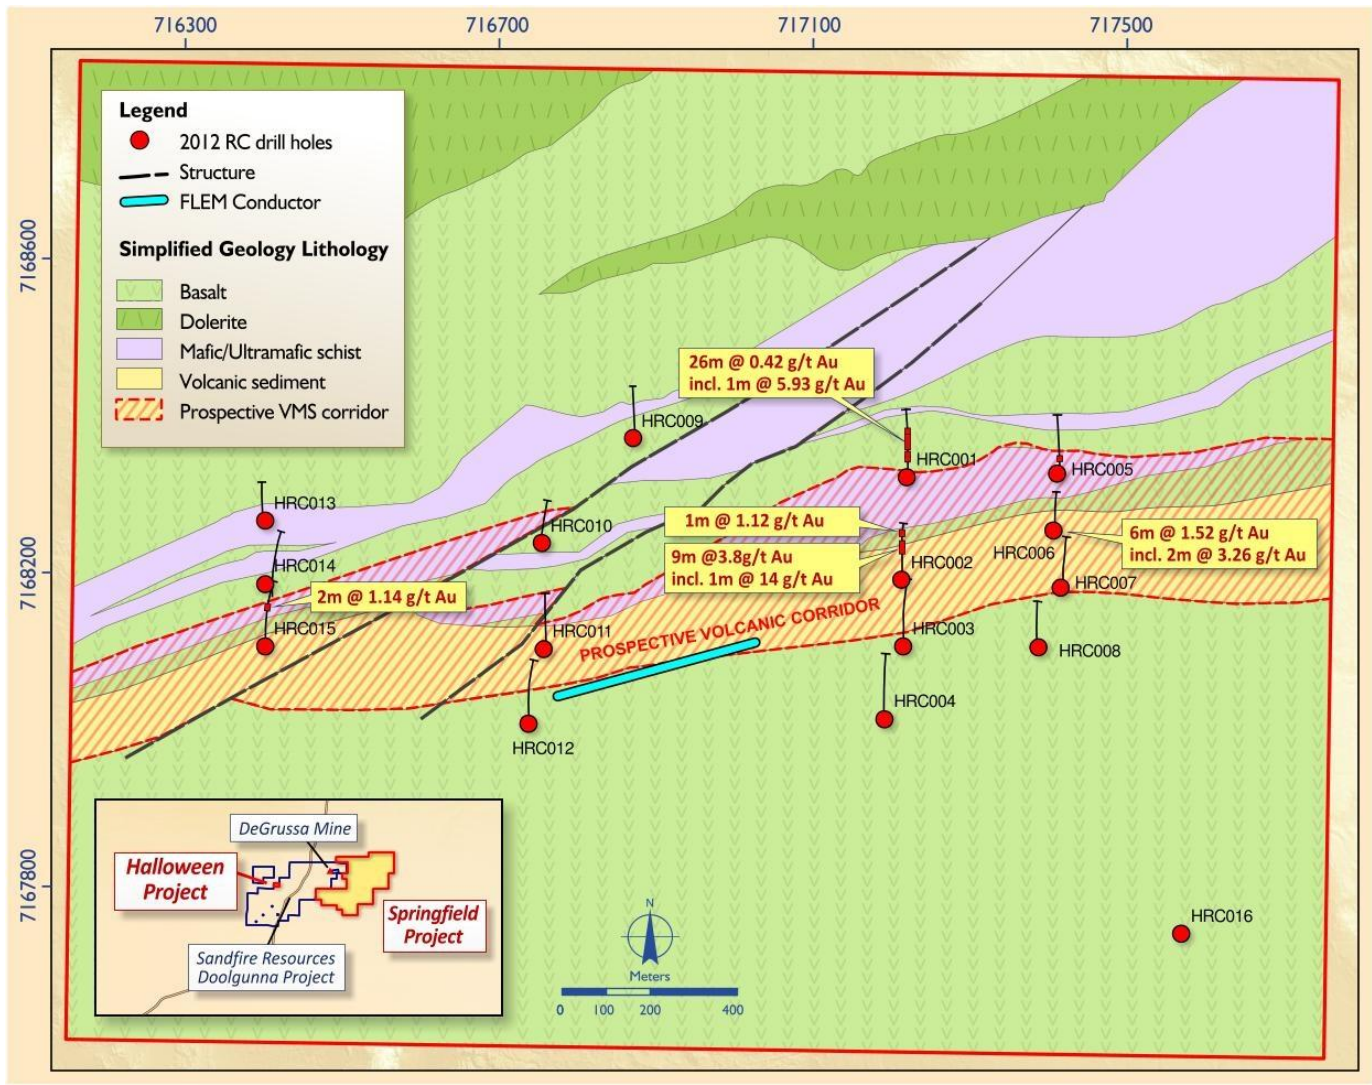 716300
716700
717100
717500
7168600
7168200
7167800
Legend
2012 RC drill holes
Structure
FLEM Conductor
Simplified Geology Lithology
Basalt
Dolerite
Mafic/Ultramafic schist
Volcanic sediment
Prospective VMS corridor
26m @ 0.42 g/t Au
incl. 1m @ 5.93 g/t Au
HRC009
HRC001
HRC005
HRC013
HRC010
1m @ 1.12 g/t Au
9m @3.8g/t Au
incl. 1m @ 14 g/t Au
HRC002
HRC006
6m @ 1.52 g/t Au
incl. 2m @ 3.26 g/t Au
HRC014
2m @ 1.14 g/t Au
HRC007
HRC015
HRC011
PROSPECTIVE VOLCANIC CORRIDOR
HRC003
HRC008
HRC004
HRC012
HRC016
DeGrussa Mine
Halloween
Project
Springfield
Project
Sandfire Resources
Doolgunna Project
N
Meters
0 100 200 400